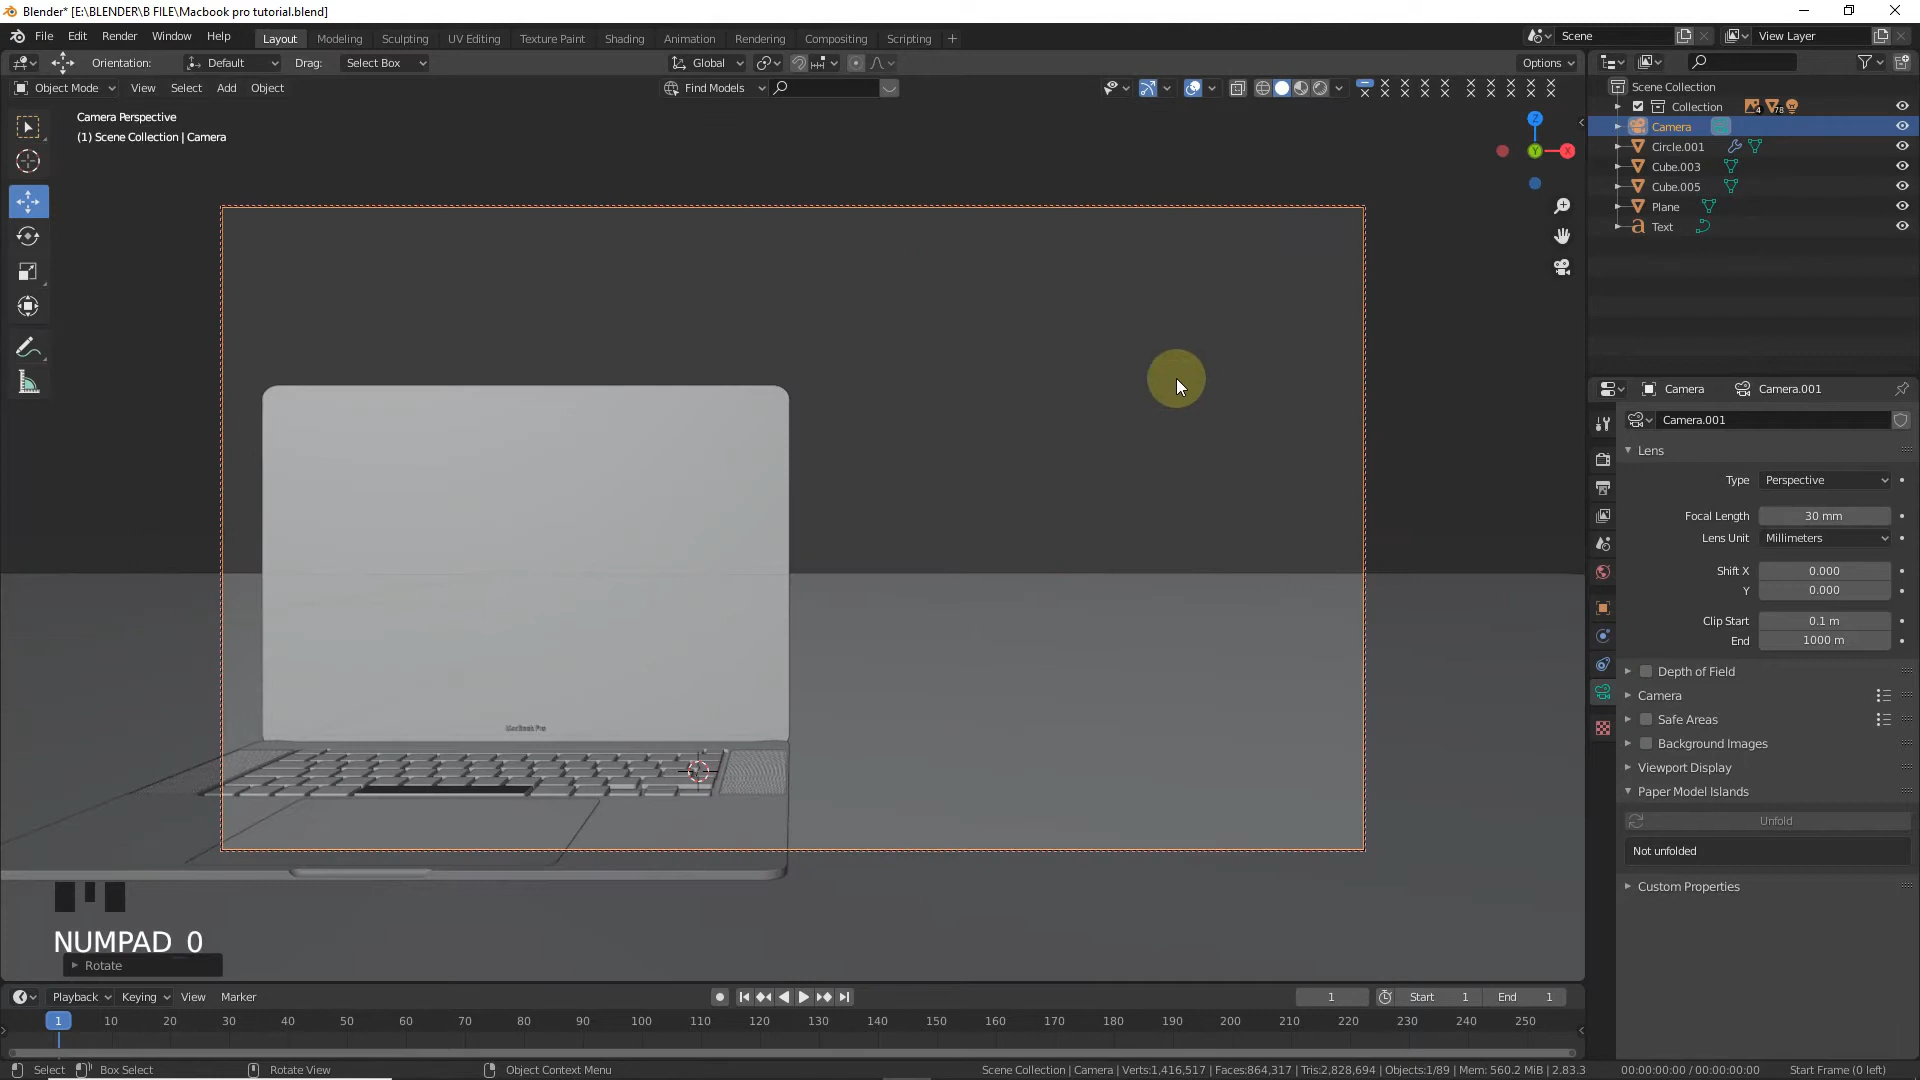 Blender* [E:\BLENDER\B FILE\Macbook pro tutorial.blend]
File Edit Render Window Help Layout Modeling Sculpting UV Editing Texture Paint Shading Animation Rendering Compositing Scripting Scene View Layer
Orientation: Default Drag: Select Box Global Options
Object Mode View Select Add Object Find Models
Camera Perspective
(1) Scene Collection | Camera
Z
Y
X
Scene Collection
Collection 4 78
Camera
Circle.001
Cube.003
Cube.005
Plane
Text
Camera Camera.001
Camera.001
Lens
Type Perspective
Focal Length 30 mm
Lens Unit Millimeters
Shift X 0.000
Y 0.000
Clip Start 0.1 m
End 1000 m
Depth of Field
Camera
Safe Areas
Background Images
Viewport Display
Paper Model Islands
Unfold
Not unfolded
Custom Properties
MacBook Pro
NUMPAD 0
Rotate
Playback Keying View Marker 1 Start 1 End 1
1 10 20 30 40 50 60 70 80 90 100 110 120 130 140 150 160 170 180 190 200 210 220 230 240 250
Select Box Select Rotate View Object Context Menu Scene Collection | Camera | Verts:1,416,517 | Faces:864,317 | Tris:2,828,694 | Objects:1/89 | Mem: 560.2 MiB | 2.83.3 00:00:00:00 / 00:00:00:00 Start Frame (0 left)